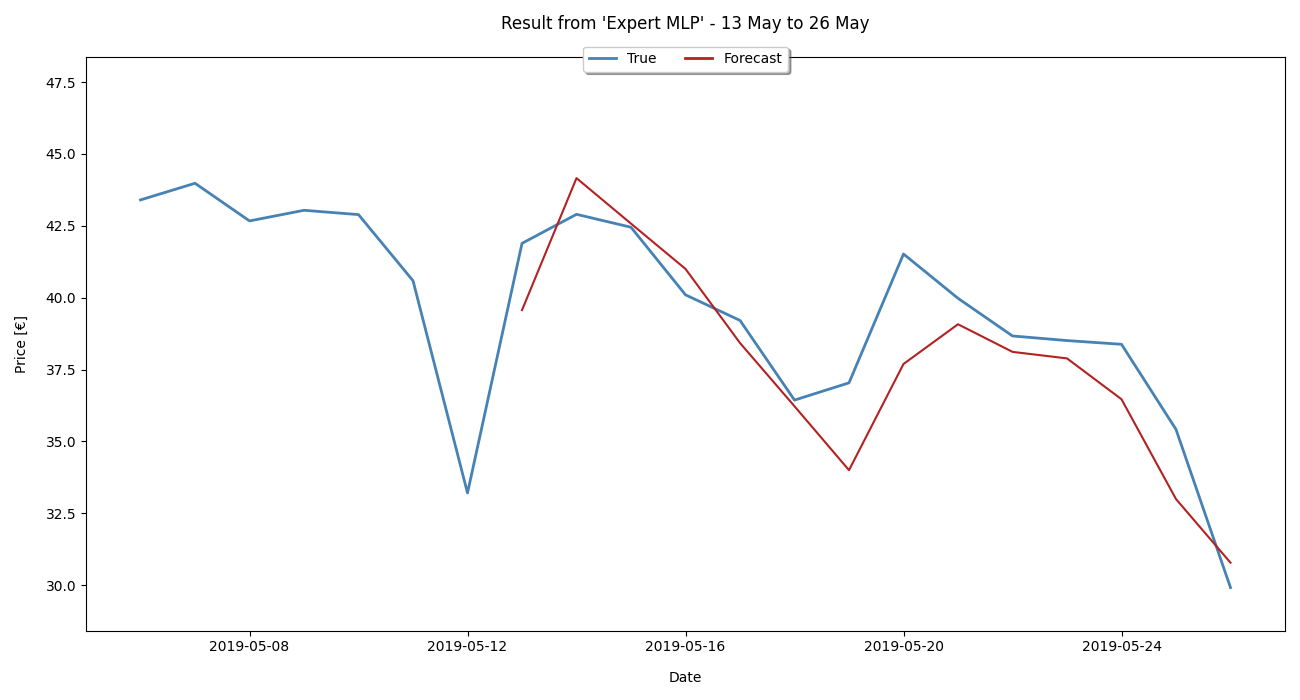 Result from 'Expert MLP' - 13 May to 26 May
True Forecast
47.5
45.0
42.5
40.0
37.5
35.0
32.5
30.0
Price [€]
2019-05-08 2019-05-12 2019-05-16 2019-05-20 2019-05-24
Date